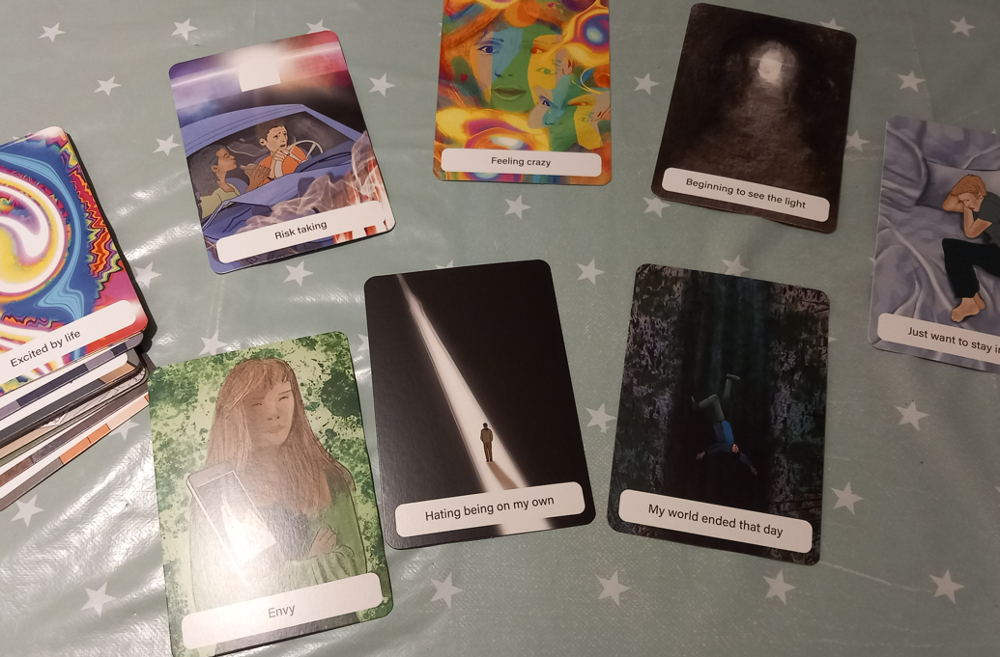 Feeling crazy
Beginning to see the light
Risk taking
Excited by life
Just want to stay
Hating being on my own
My world ended that day
Envy